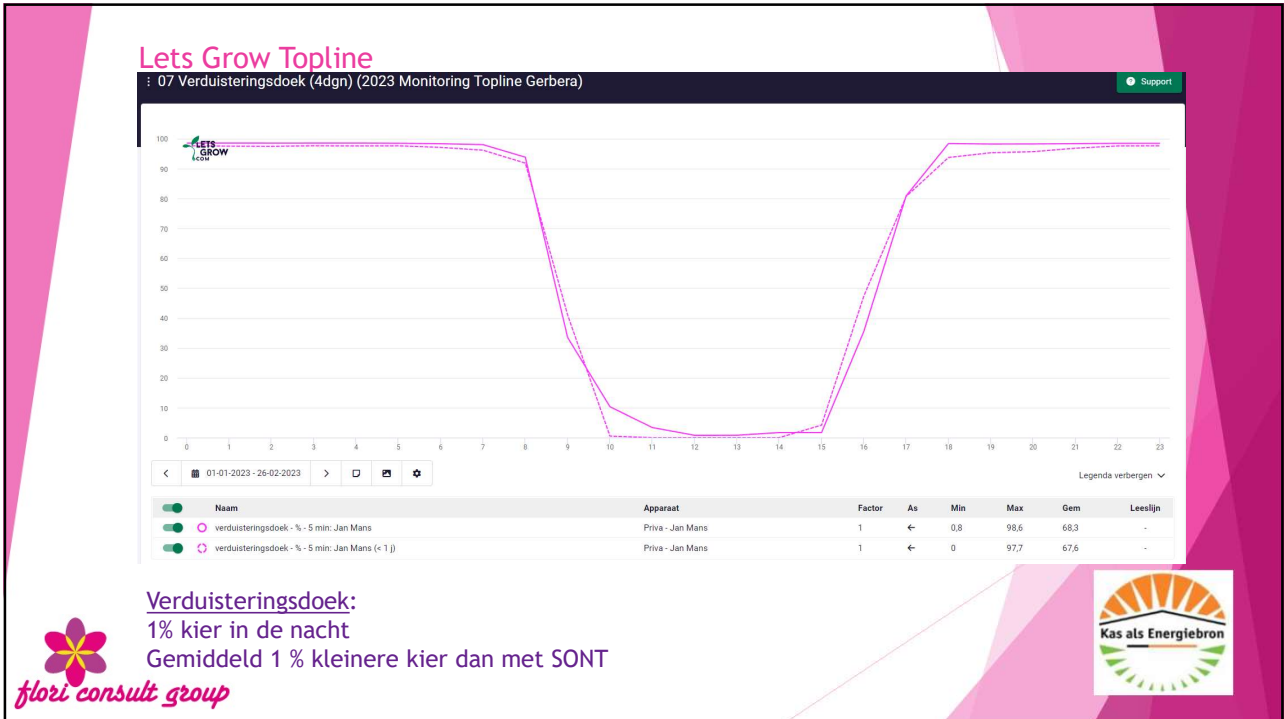 Lets Grow Topline
: 07 Verduisteringsdoek (4dgn) (2023 Monitoring Topline Gerbera)
Support
LETS
GROW
.COM
100
90
80
70
60
50
40
30
20
10
0
0 1 2 3 4 5 6 7 8 9 10 11 12 13 14 15 16 17 18 19 20 21 22 23
01-01-2023 - 26-02-2023
Legenda verbergen
Naam Apparaat Factor As Min Max Gem Leeslijn
verduisteringsdoek - % - 5 min: Jan Mans Priva - Jan Mans 1 ← 0,8 98,6 68,3 -
verduisteringsdoek - % - 5 min: Jan Mans (< 1 j) Priva - Jan Mans 1 ← 0 97,7 67,6 -
Verduisteringsdoek:
1% kier in de nacht
Gemiddeld 1 % kleinere kier dan met SONT
flori consult group
Kas als Energiebron